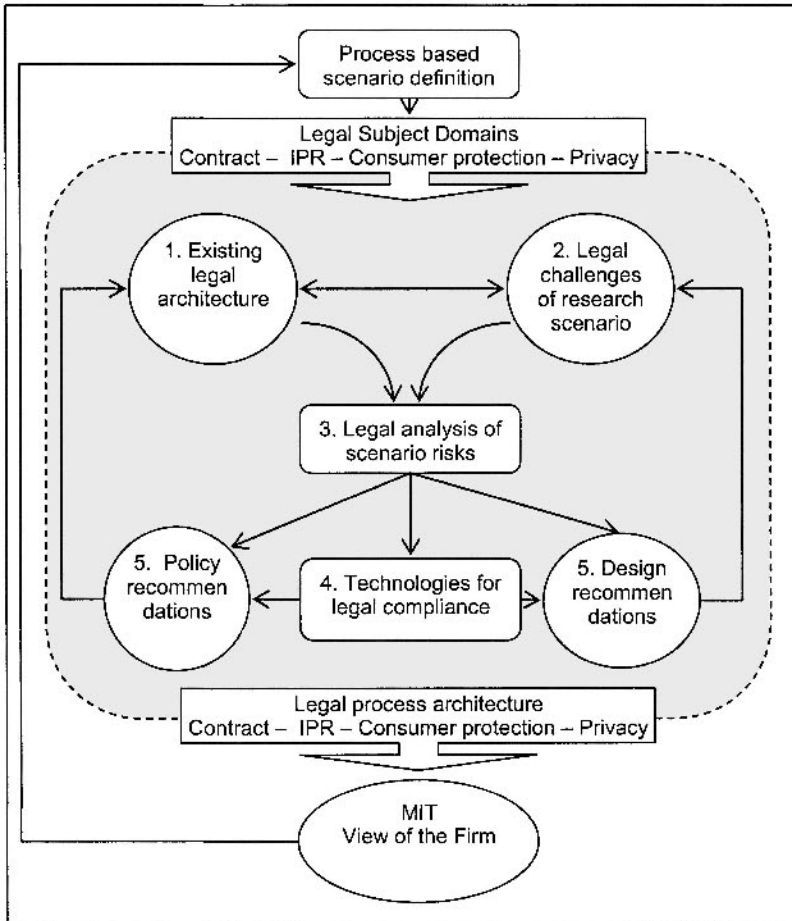 Process based
scenario definition
Legal Subject Domains
Contract – IPR – Consumer protection – Privacy
1. Existing
legal
architecture
2. Legal
challenges
of research
scenario
3. Legal analysis of
scenario risks
5. Policy
recommen
dations
4. Technologies for
legal compliance
5. Design
recommen
dations
Legal process architecture
Contract – IPR – Consumer protection – Privacy
MIT
View of the Firm